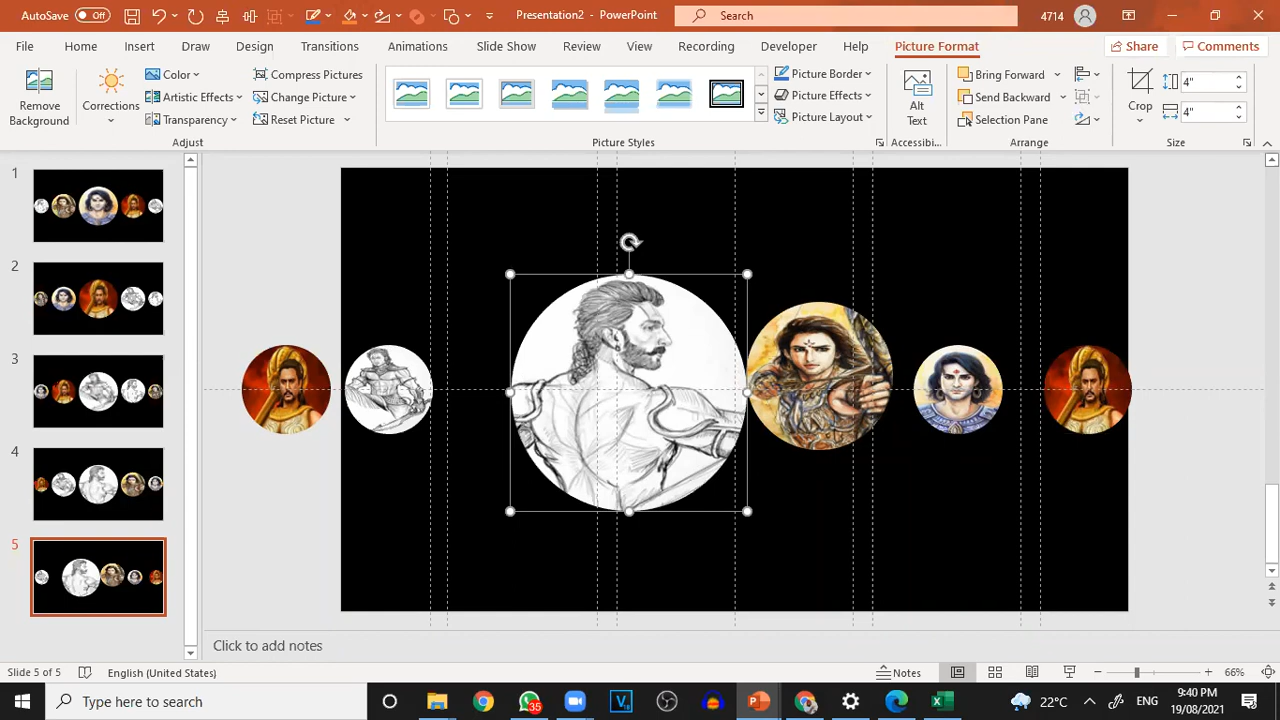 AutoSave Off Presentation2 - PowerPoint Search 4714
File Home Insert Draw Design Transitions Animations Slide Show Review View Recording Developer Help Picture Format Share Comments
Remove Background
Corrections
Color
Artistic Effects
Transparency
Compress Pictures
Change Picture
Reset Picture
Adjust
Picture Border
Picture Effects
Picture Layout
Picture Styles
Alt Text
Accessibi...
Bring Forward
Send Backward
Selection Pane
Arrange
Crop
4"
4"
Size
1
2
3
4
5
Click to add notes
Slide 5 of 5 English (United States) Notes 66%
Type here to search 35 22°C ENG 9:40 PM
19/08/2021